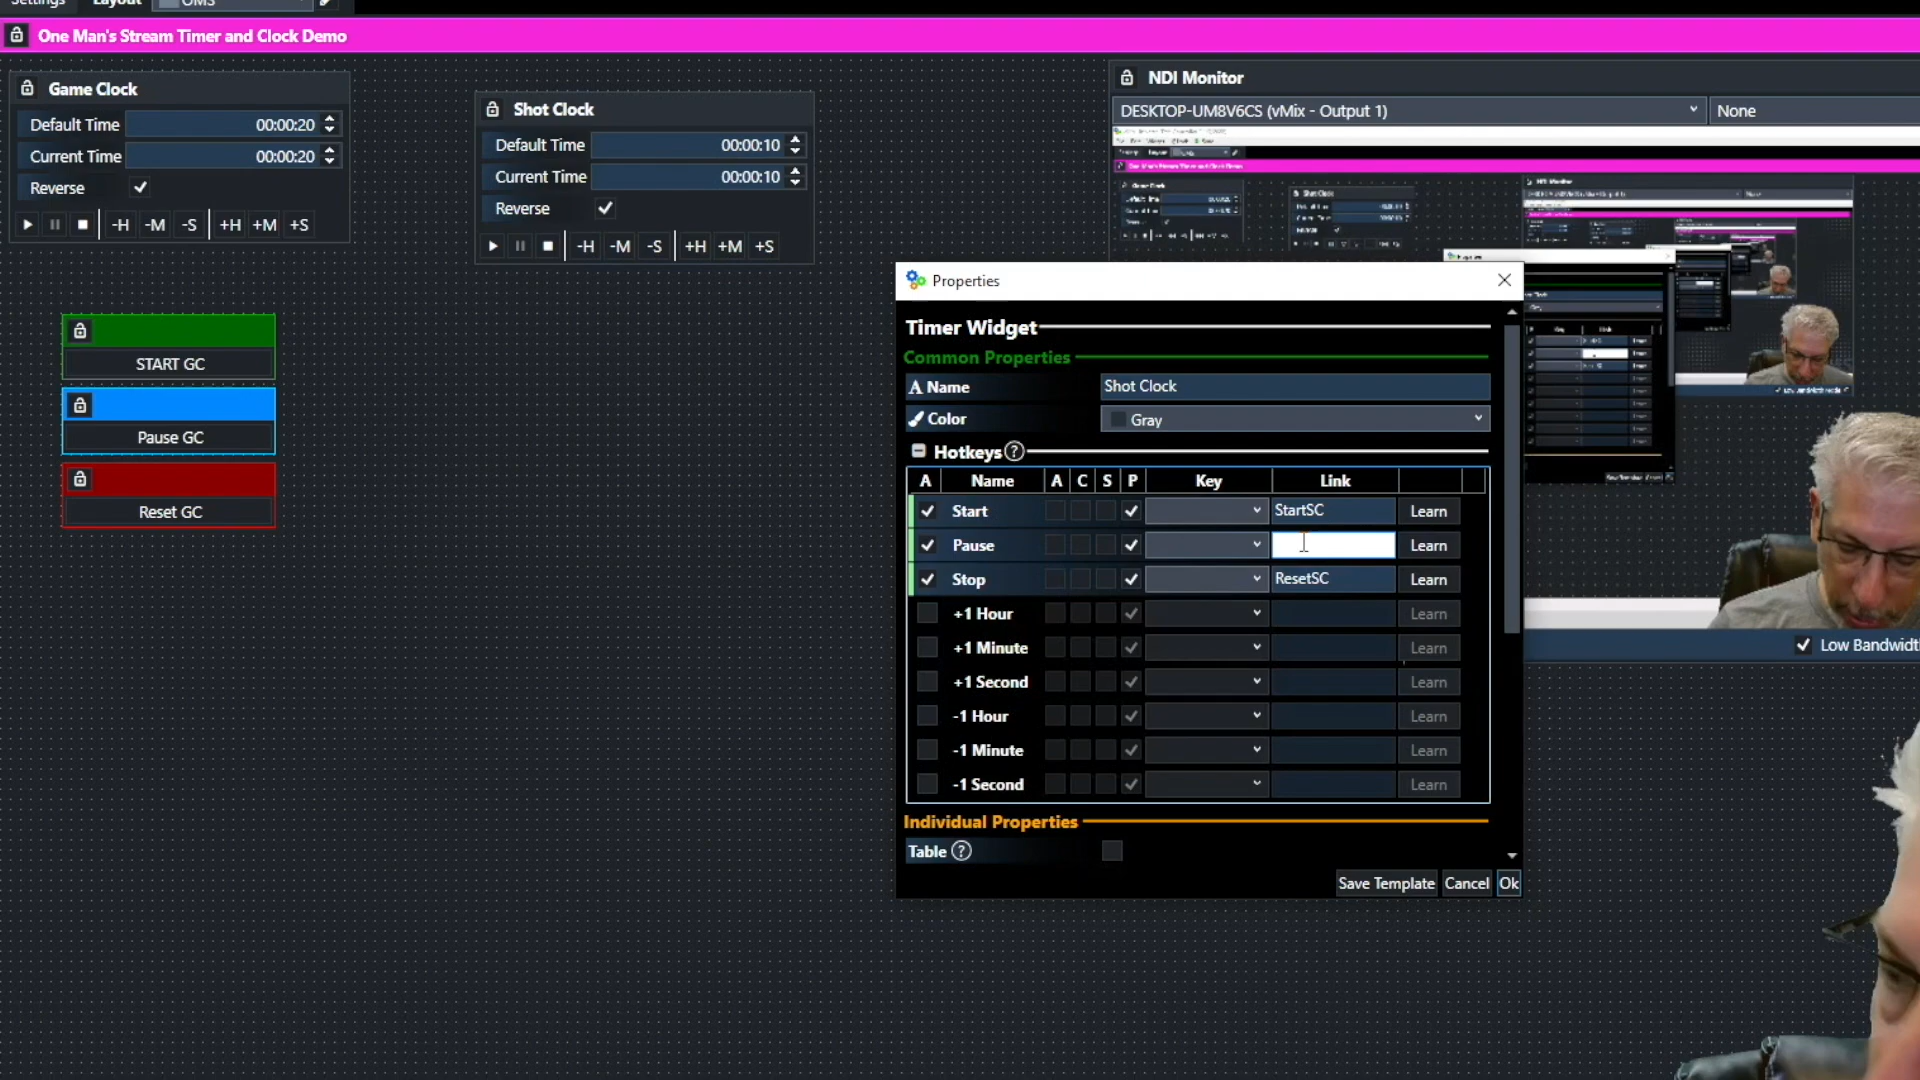 Settings Layout OMS
One Man's Stream Timer and Clock Demo
Game Clock
Default Time 00:00:20
Current Time 00:00:20
Reverse
-H -M -S +H +M +S
Shot Clock
Default Time 00:00:10
Current Time 00:00:10
Reverse
-H -M -S +H +M +S
START GC
Pause GC
Reset GC
NDI Monitor
DESKTOP-UM8V6CS (vMix - Output 1) None
Properties
Timer Widget
Common Properties
A Name Shot Clock
Color Gray
Hotkeys ?
A Name A C S P Key Link
Start StartSC Learn
Pause Learn
Stop ResetSC Learn
+1 Hour Learn
+1 Minute Learn
+1 Second Learn
-1 Hour Learn
-1 Minute Learn
-1 Second Learn
Individual Properties
Table ?
Save Template Cancel Ok
Low Bandwidth